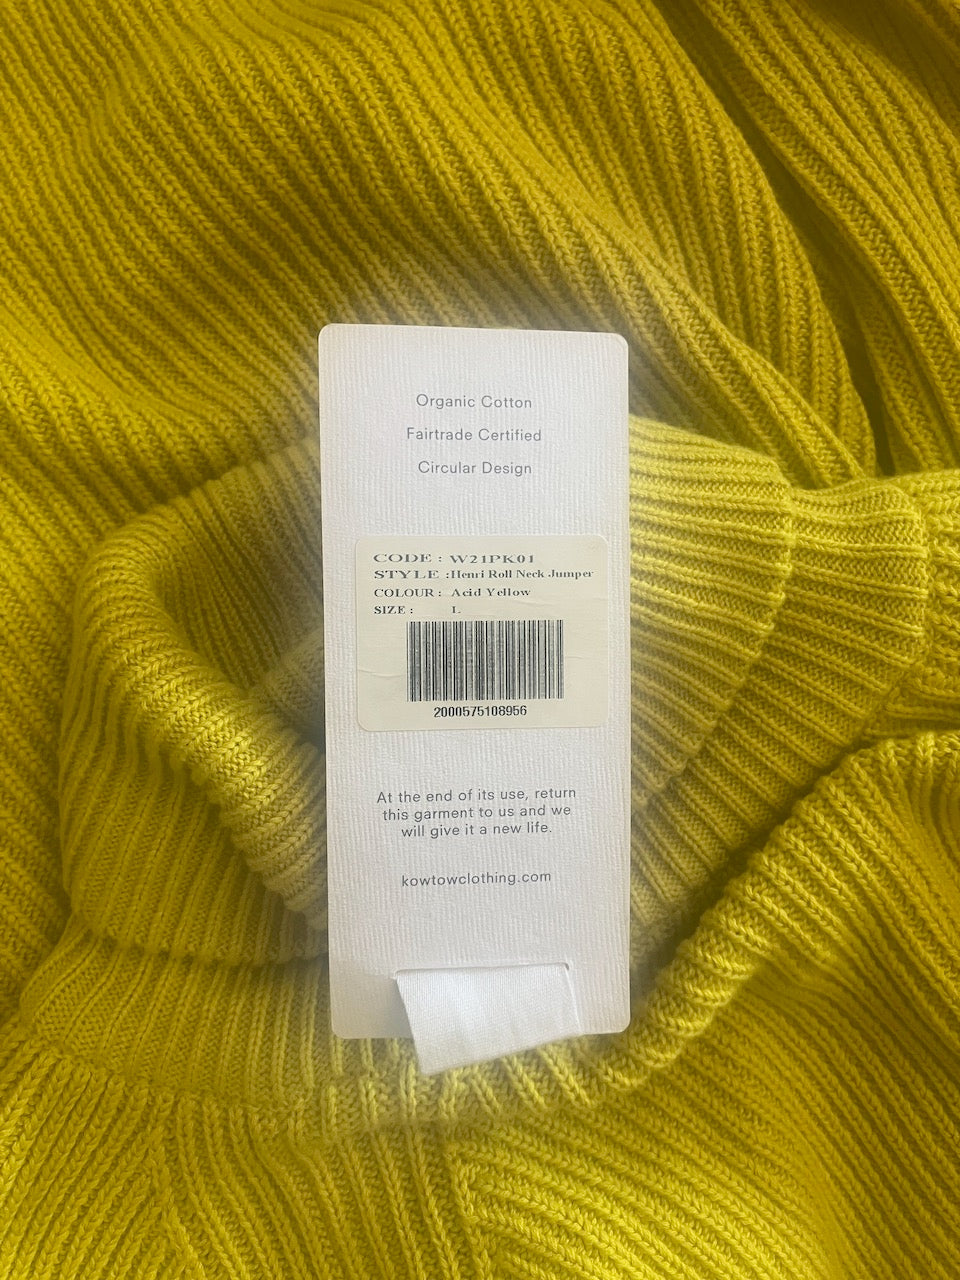 Organic Cotton
Fairtrade Certified
Circular Design
CODE : W21PK01
STYLE :Henri Roll Neck Jumper
COLOUR : Acid Yellow
SIZE : L
2000575108956
At the end of its use, return
this garment to us and we
will give it a new life.
kowtowclothing.com